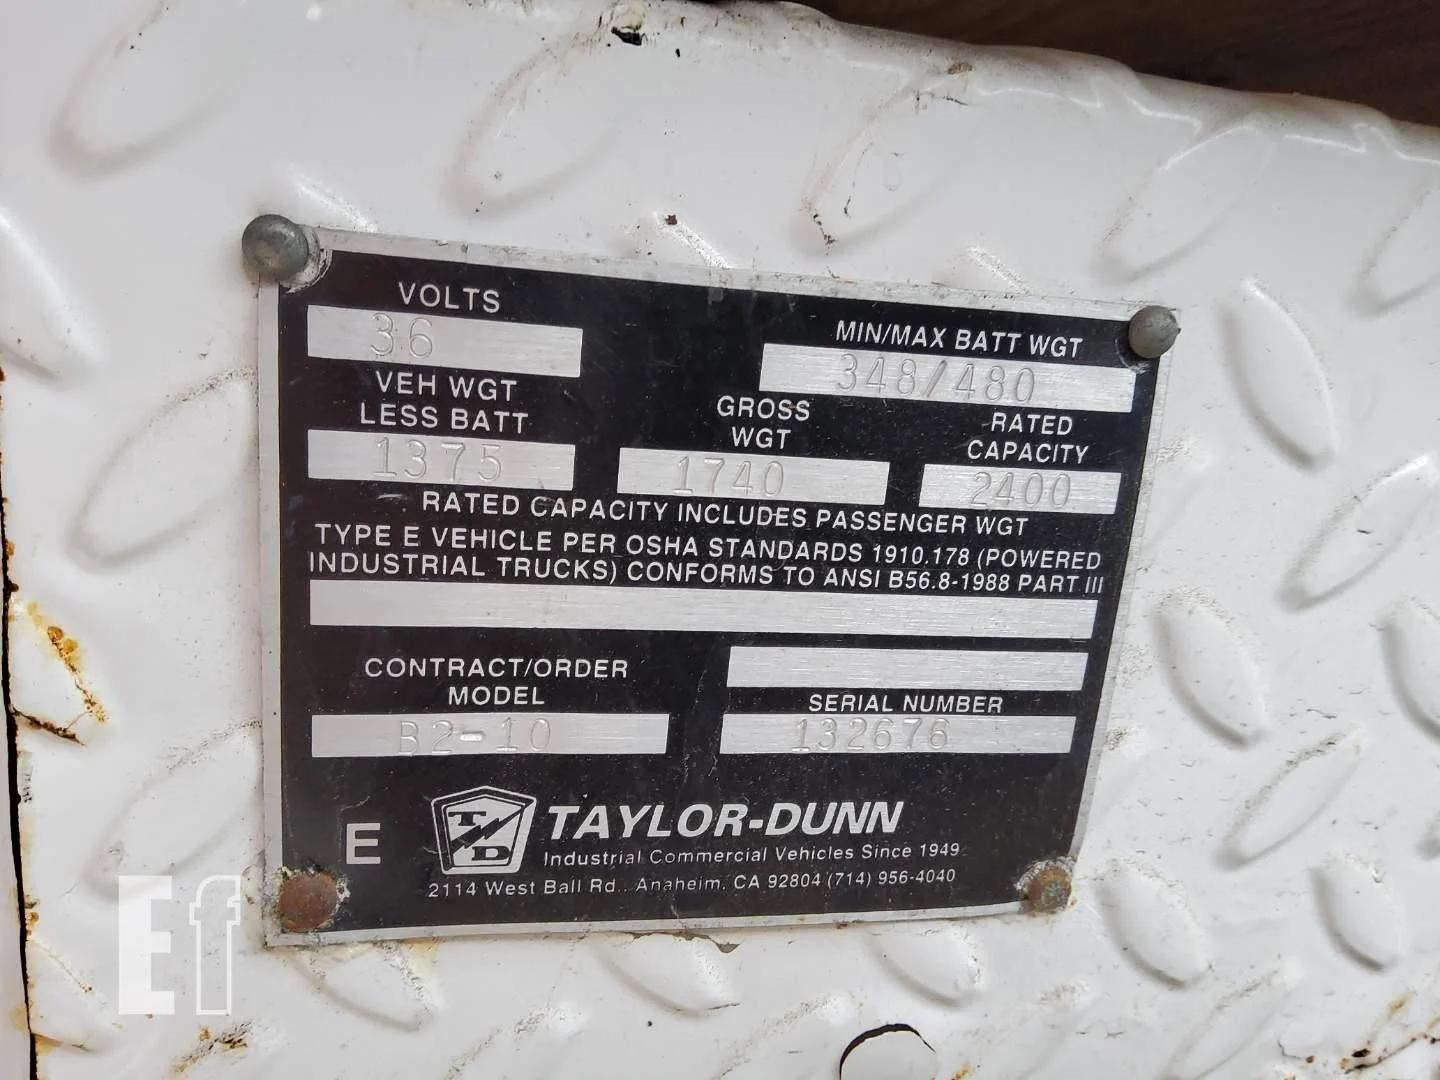 VOLTS
36
MIN/MAX BATT WGT
348/480
VEH WGT
LESS BATT
1375
GROSS
WGT
1740
RATED
CAPACITY
2400
RATED CAPACITY INCLUDES PASSENGER WGT
TYPE E VEHICLE PER OSHA STANDARDS 1910.178 (POWERED
INDUSTRIAL TRUCKS) CONFORMS TO ANSI B56.8-1988 PART III
CONTRACT/ORDER
MODEL
B2-10
SERIAL NUMBER
132676
E
T D
TAYLOR-DUNN
Industrial Commercial Vehicles Since 1949
2114 West Ball Rd., Anaheim, CA 92804 (714) 956-4040
Ef